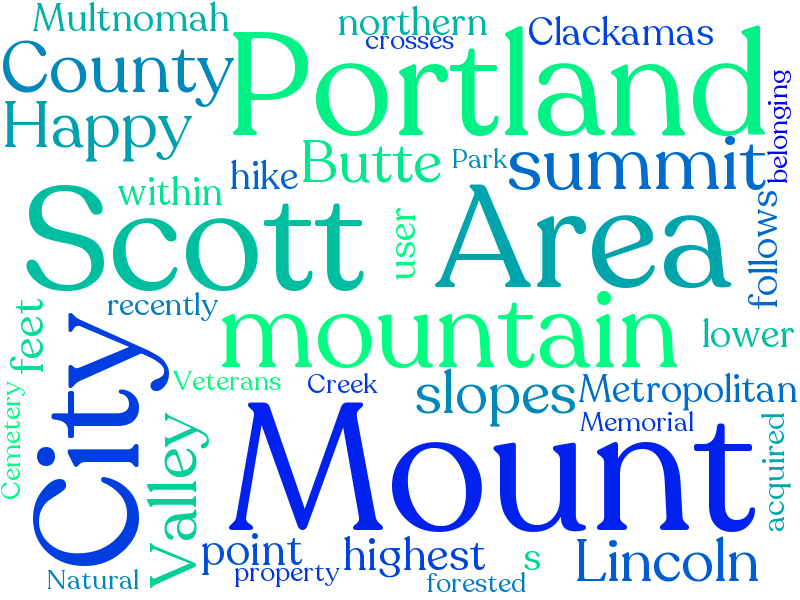 Multnomah
northern
crosses
Clackamas
County
Portland
Happy
belonging
Butte
Park
summit
hike
within
Scott
Area
user
follows
recently
feet
mountain
lower
City
Veterans
Creek
slopes
Metropolitan
Cemetery
Mount
Memorial
Valley
acquired
point
highest
s
Lincoln
Natural
property
forested